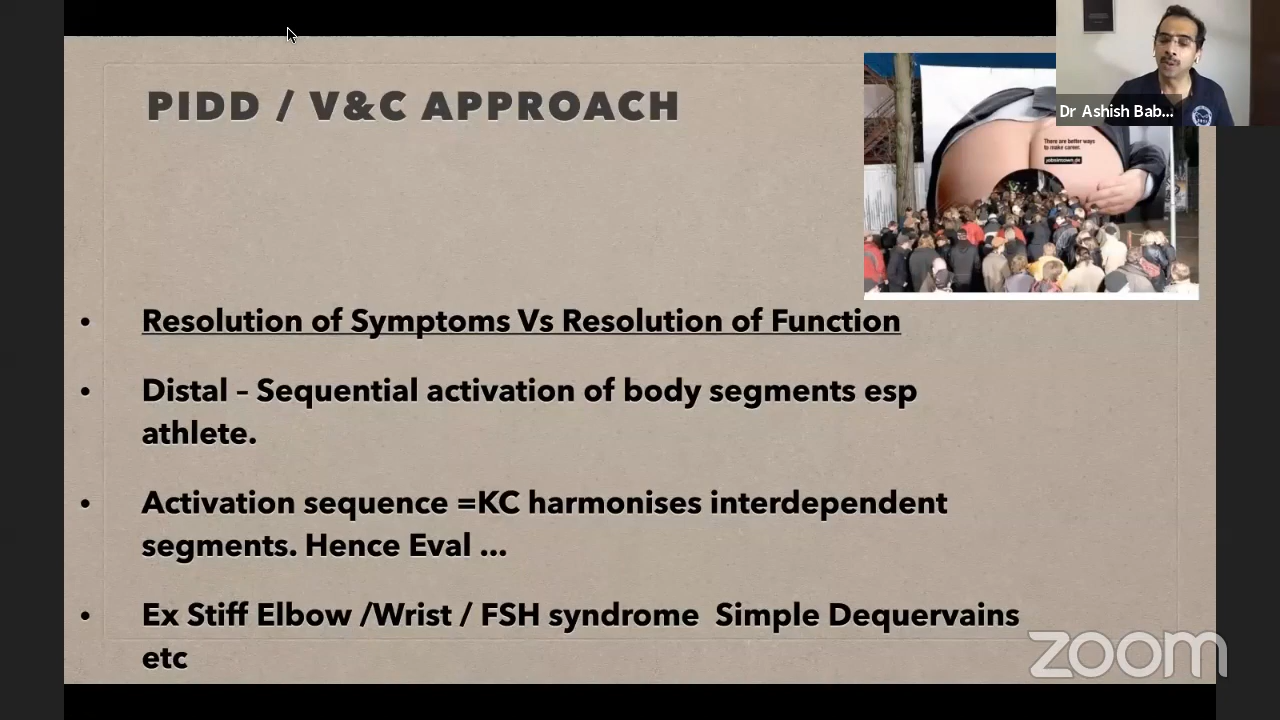 PIDD / V&C APPROACH
There are better ways
to make career.
Dr Ashish Bab...
• Resolution of Symptoms Vs Resolution of Function
• Distal – Sequential activation of body segments esp
athlete.
• Activation sequence =KC harmonises interdependent
segments. Hence Eval ...
• Ex Stiff Elbow /Wrist / FSH syndrome Simple Dequervains
etc
zoom